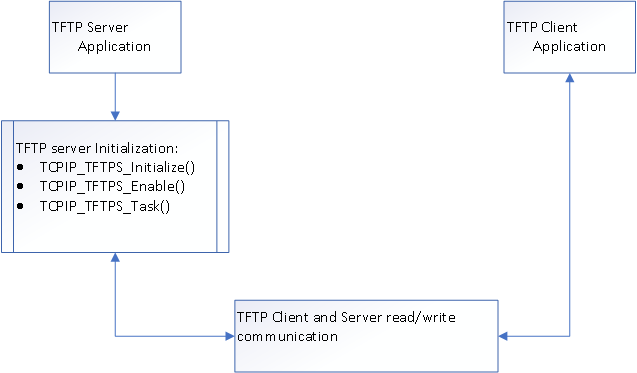 TFTP Server
Application
TFTP Client
Application
TFTP server Initialization:
● TCPIP_TFTPS_Initialize()
● TCPIP_TFTPS_Enable()
● TCPIP_TFTPS_Task()
TFTP Client and Server read/write
communication